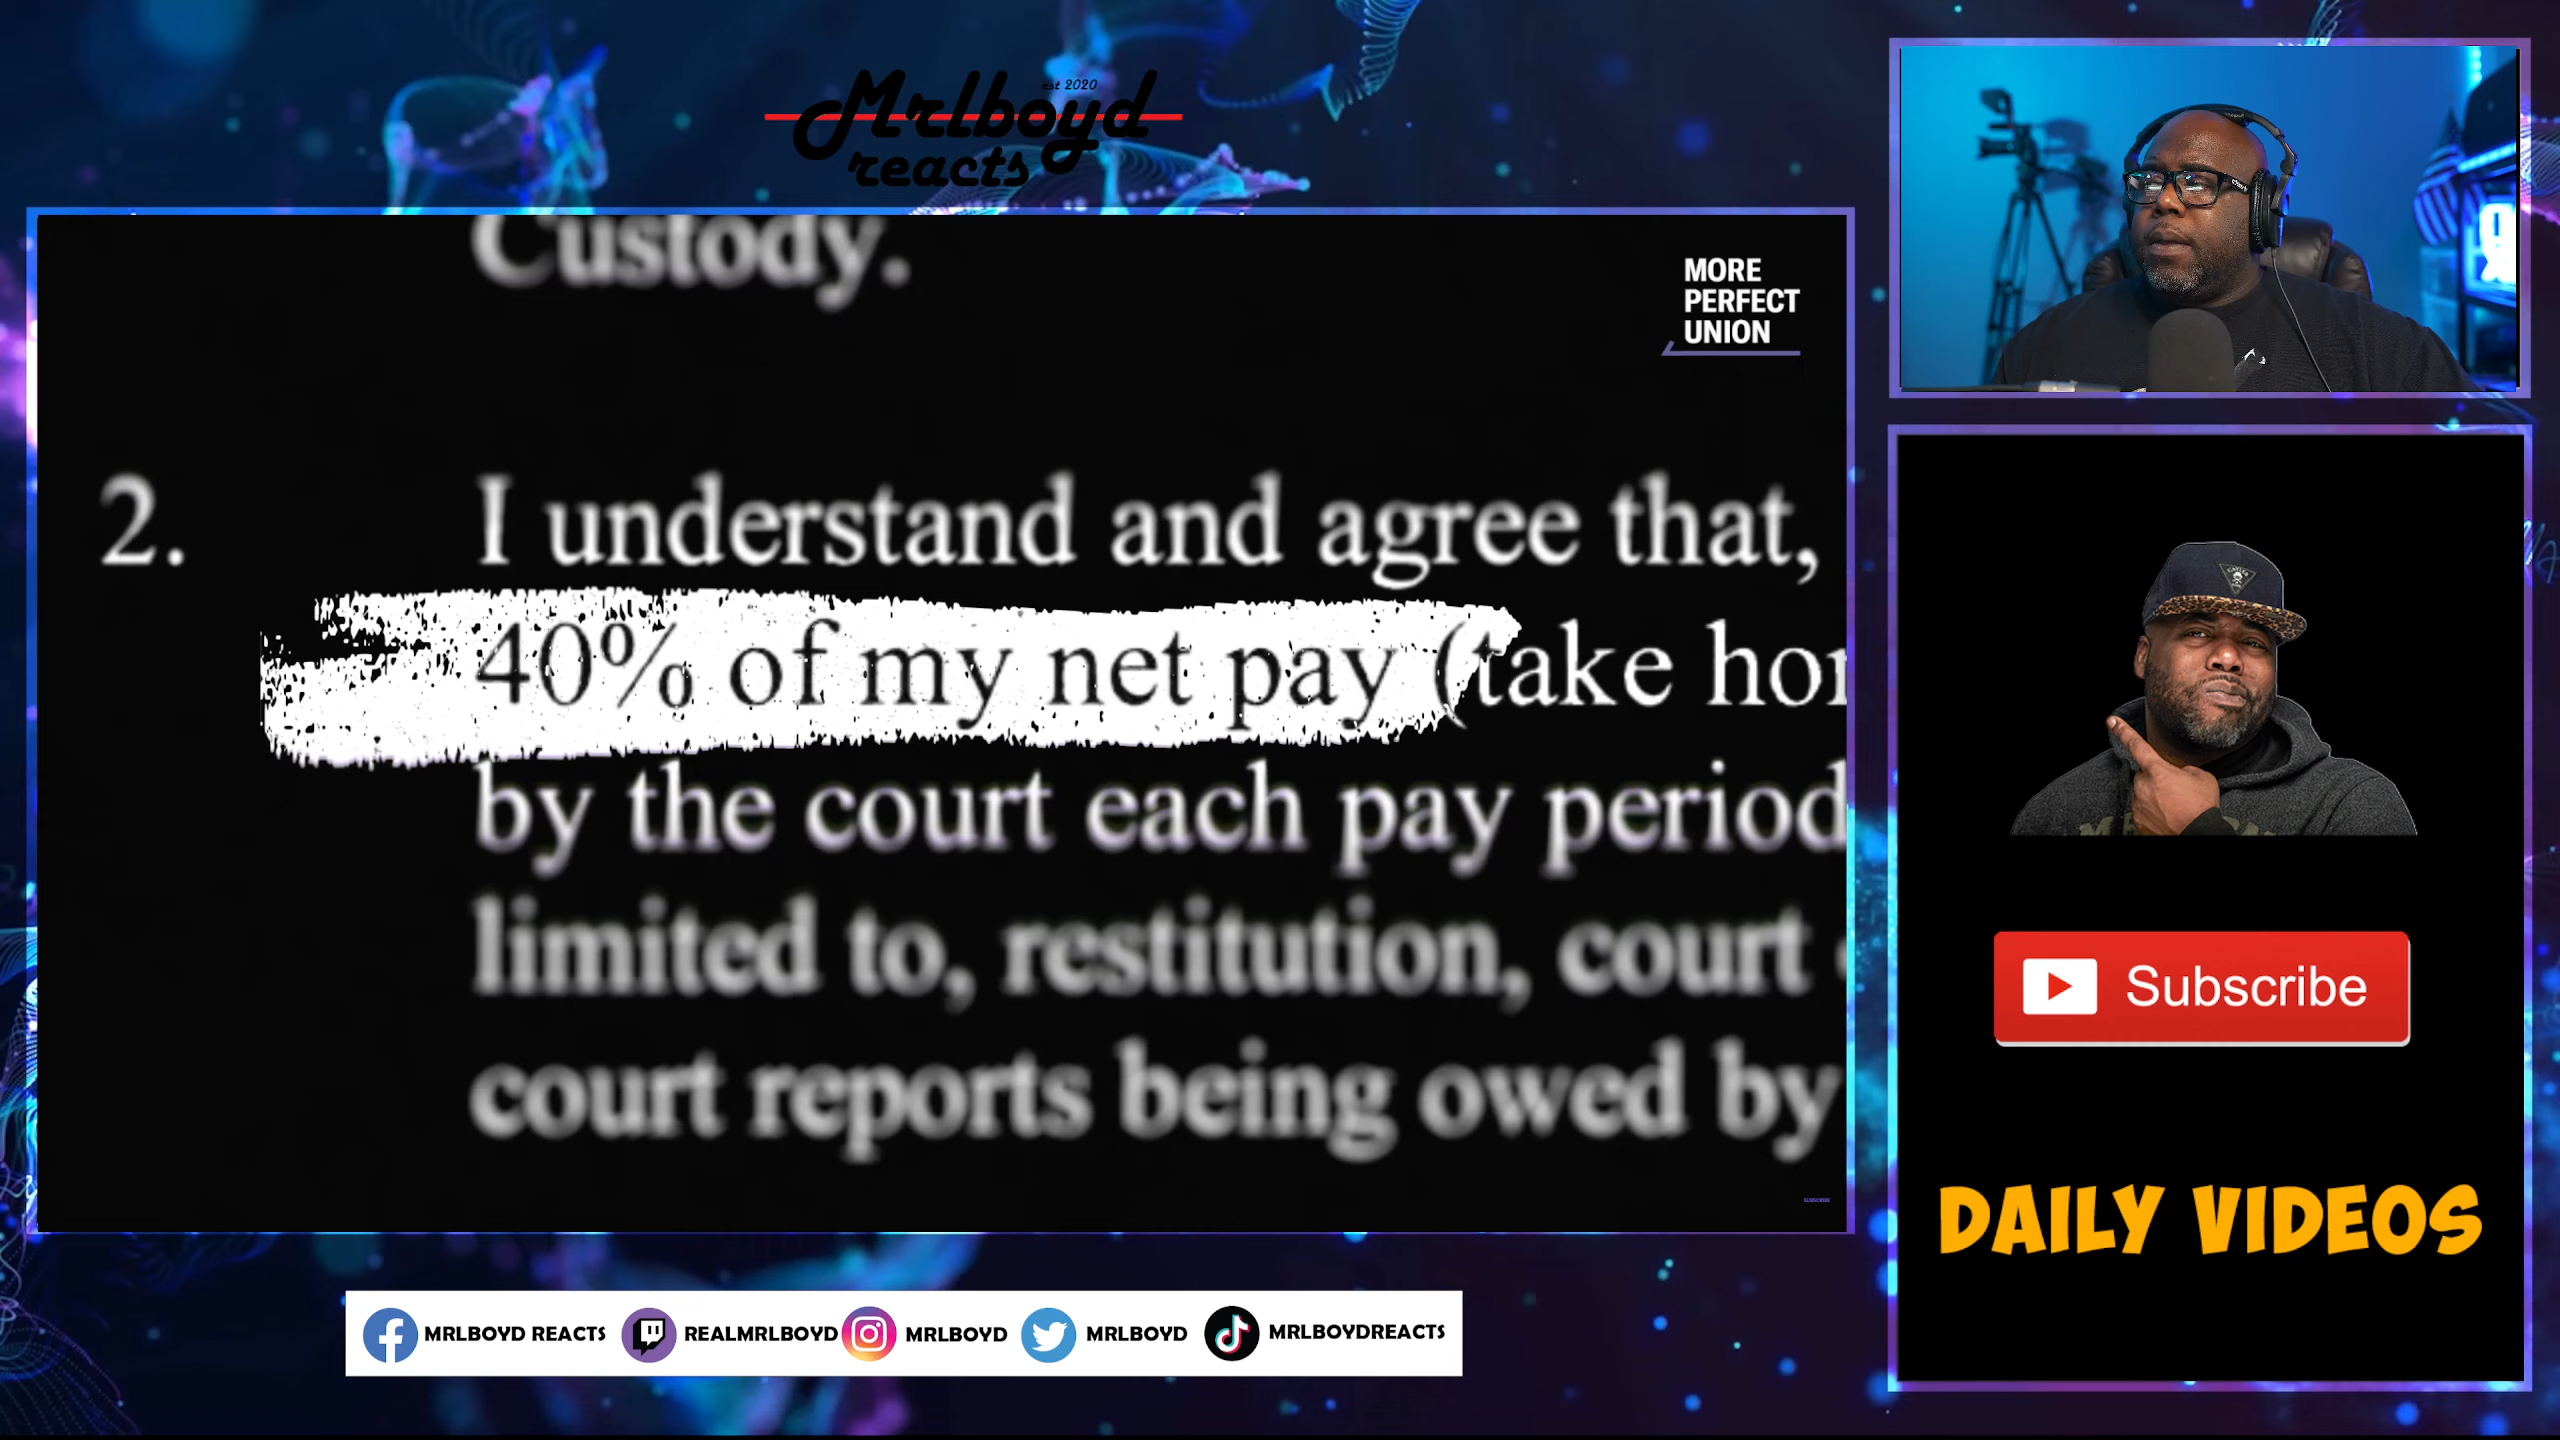 est 2020
Mrlboyd
reacts
Custody.
MORE
PERFECT
UNION
2. I understand and agree that,
40% of my net pay (take
by the court each pay period
limited to, restitution, court
court reports being owed by
SUBSCRIBE
Subscribe
DAILY VIDEOS
MRLBOYD REACTS REALMRLBOYD MRLBOYD MRLBOYD MRLBOYDREACTS